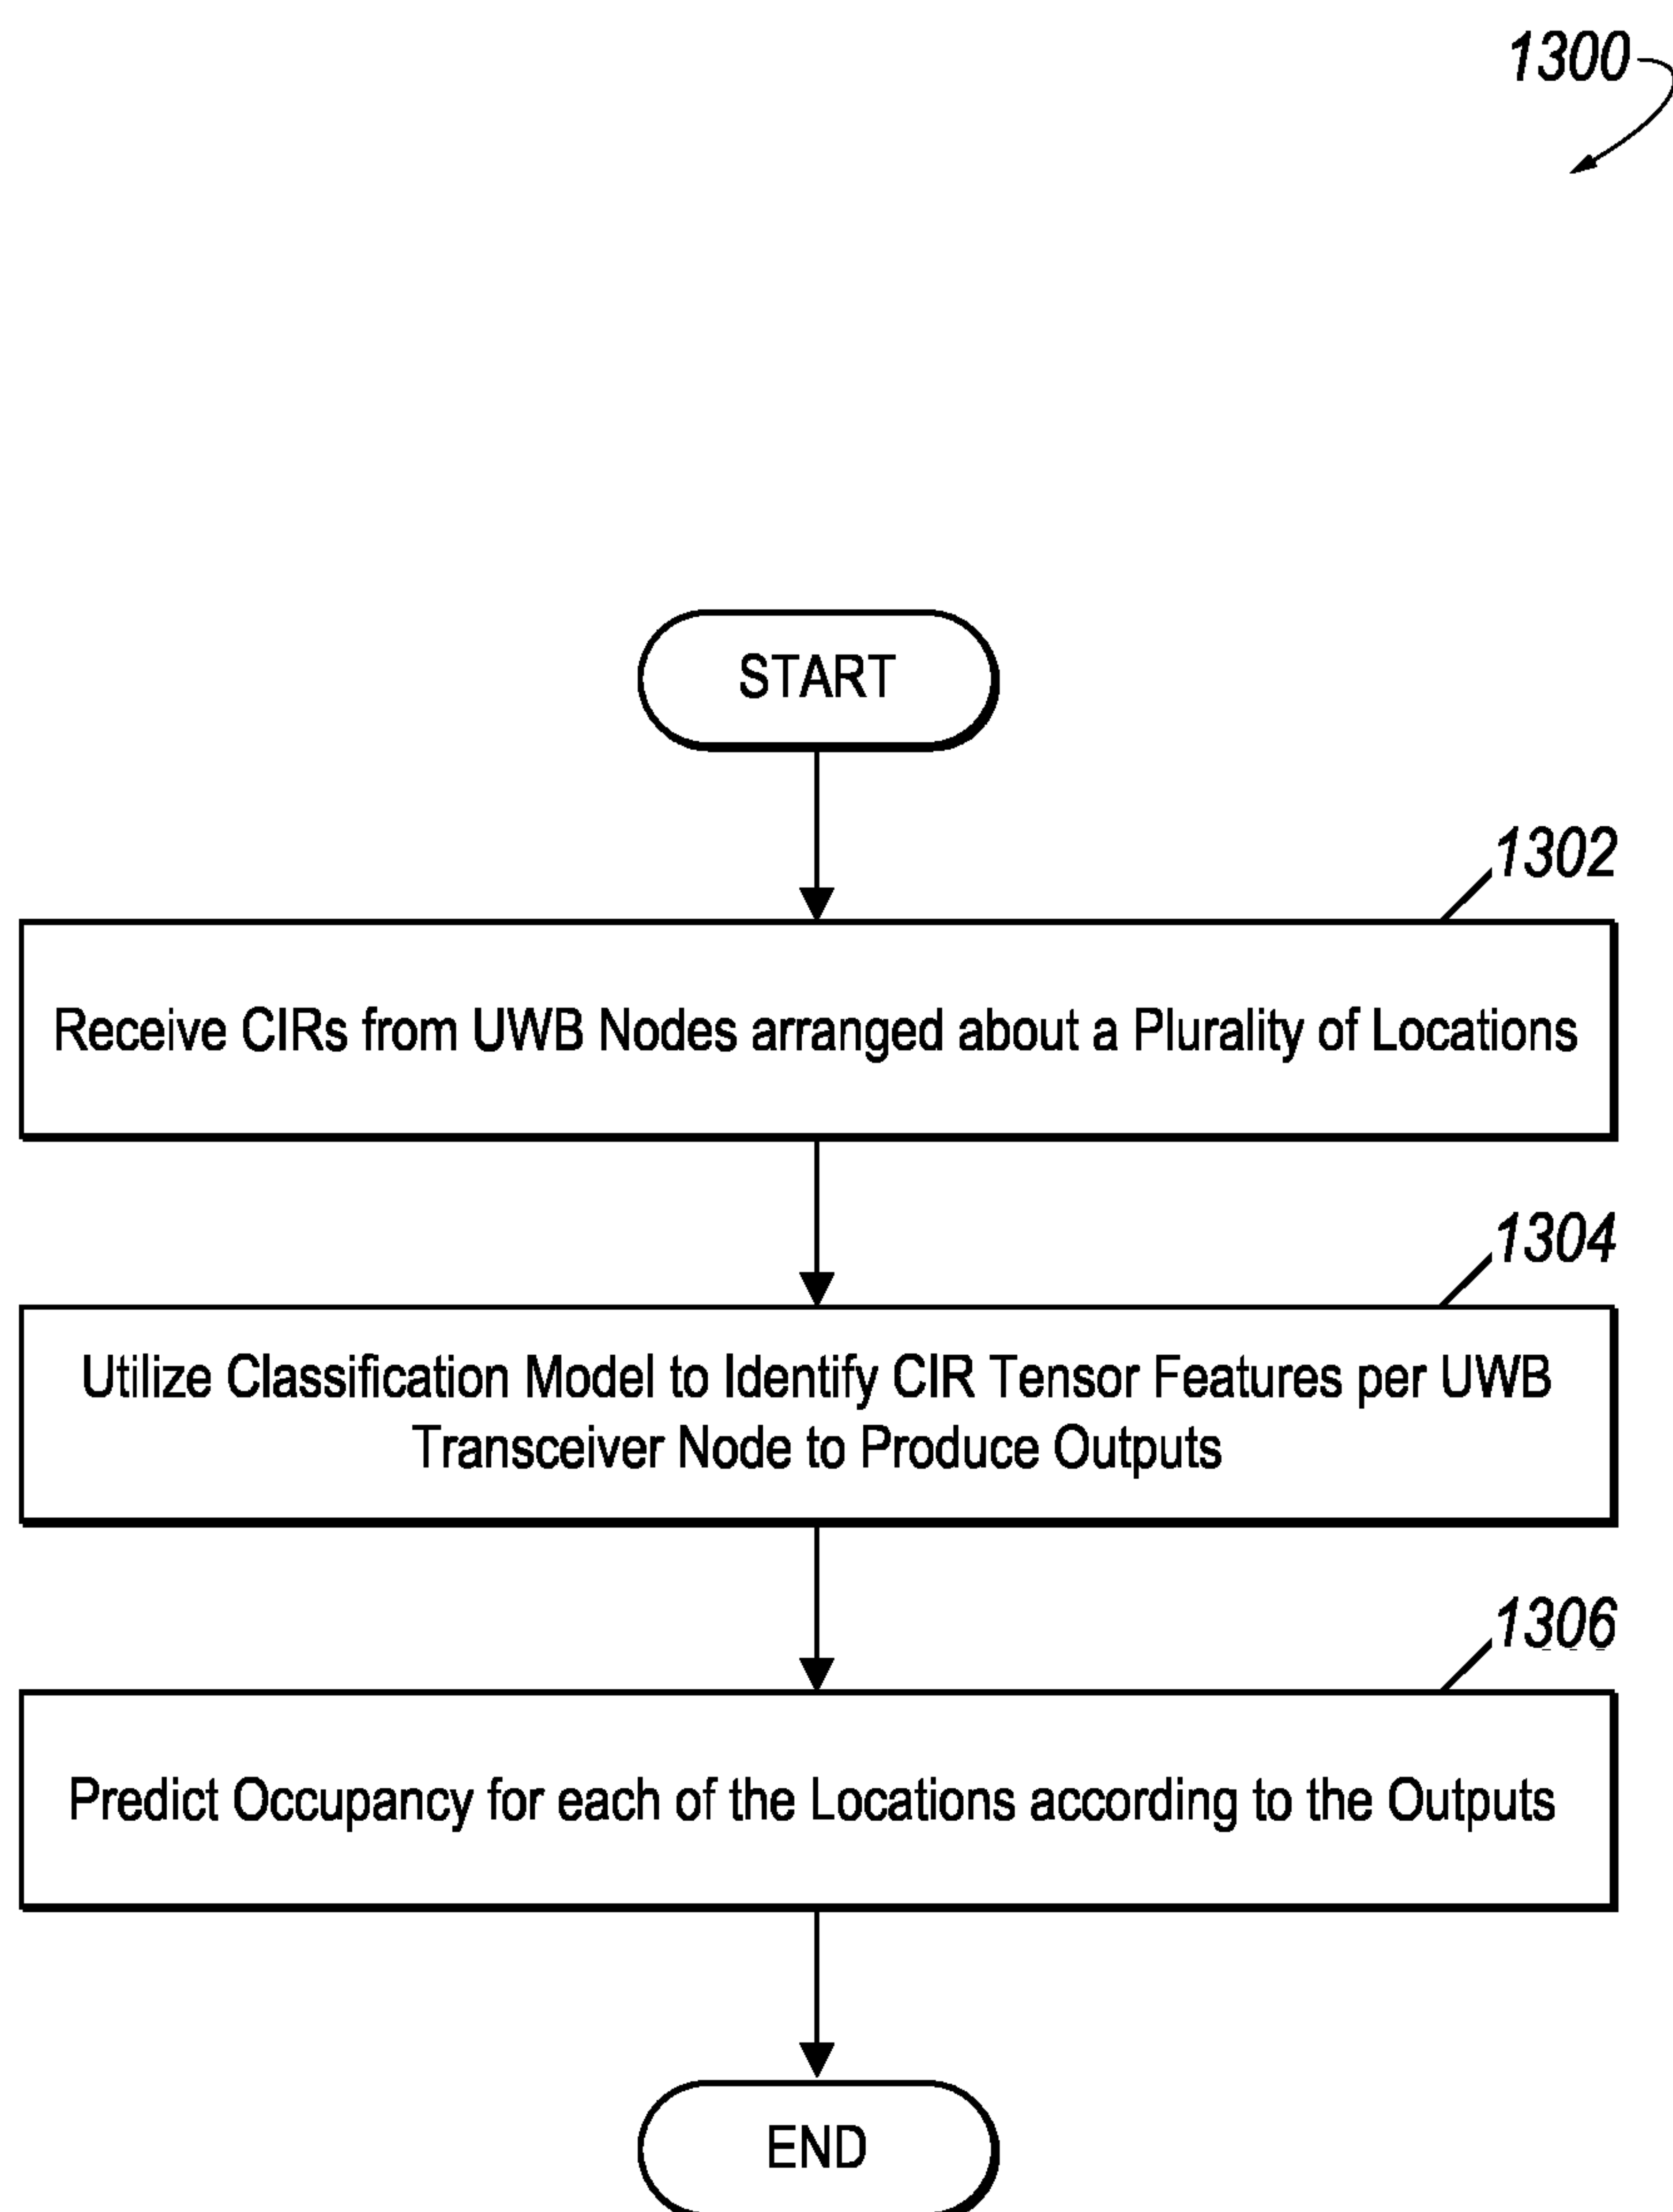 1300
START
1302
Receive CIRs from UWB Nodes arranged about a Plurality of Locations
1304
Utilize Classification Model to Identify CIR Tensor Features per UWB
Transceiver Node to Produce Outputs
1306
Predict Occupancy for each of the Locations according to the Outputs
END